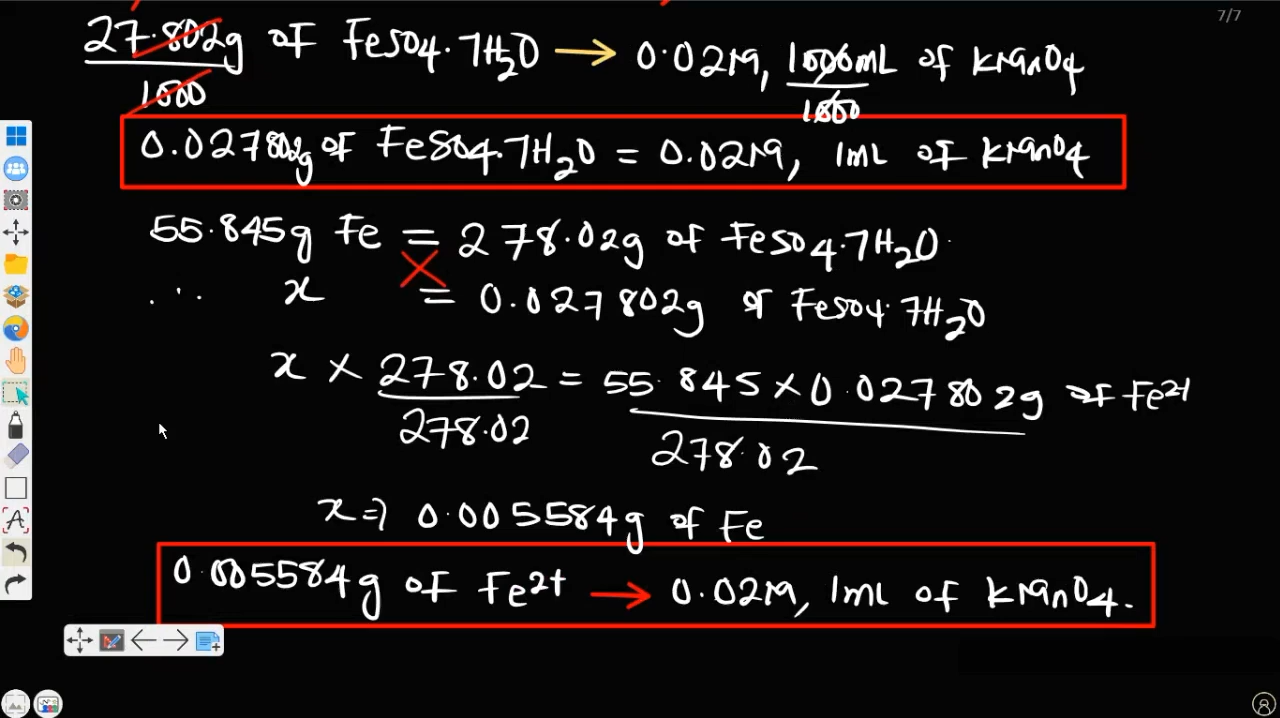 7/7
27.802g of FeSO4.7H2O → 0.02M, 1000mL of KMnO4
1000 1000
0.027802g of FeSO4.7H2O = 0.02M, 1mL of KMnO4
55.845g Fe = 278.02g of FeSO4.7H2O
∴ x = 0.027802g of FeSO4.7H2O
x × 278.02 = 55.845 × 0.027802g of Fe2+
278.02 278.02
x => 0.005584g of Fe
0.005584g of Fe2+ → 0.02M, 1mL of KMnO4.